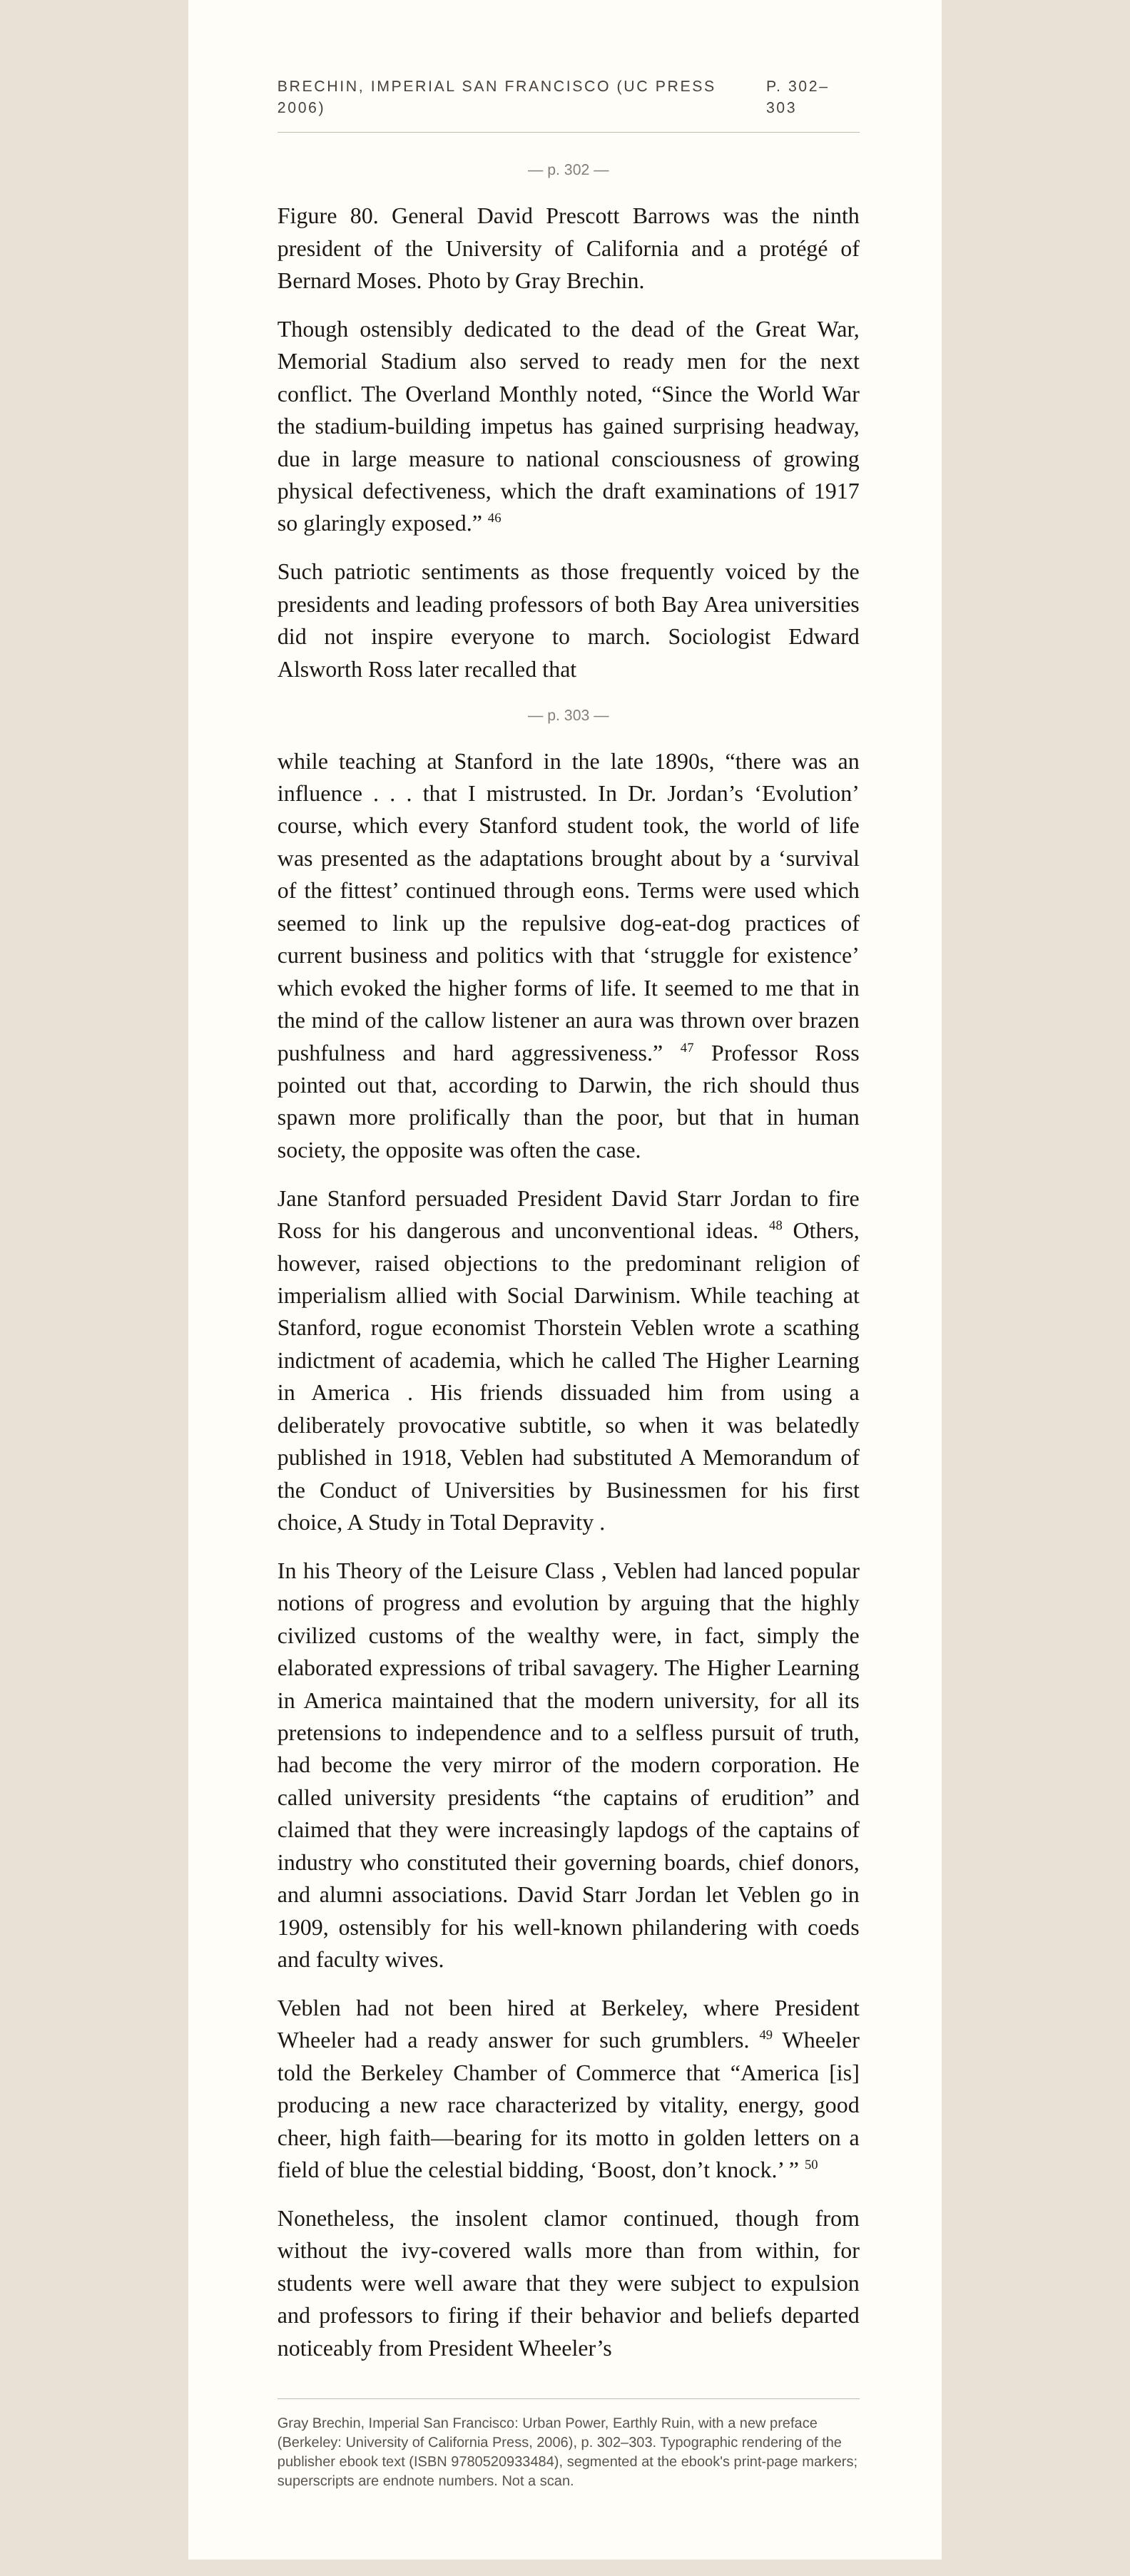 BRECHIN, IMPERIAL SAN FRANCISCO (UC PRESS 2006)
P. 302–303
— p. 302 —
Figure 80. General David Prescott Barrows was the ninth
president of the University of California and a protégé of
Bernard Moses. Photo by Gray Brechin.
Though ostensibly dedicated to the dead of the Great War,
Memorial Stadium also served to ready men for the next
conflict. The Overland Monthly noted, “Since the World War
the stadium-building impetus has gained surprising headway,
due in large measure to national consciousness of growing
physical defectiveness, which the draft examinations of 1917
so glaringly exposed.” 46
Such patriotic sentiments as those frequently voiced by the
presidents and leading professors of both Bay Area universities
did not inspire everyone to march. Sociologist Edward
Alsworth Ross later recalled that
— p. 303 —
while teaching at Stanford in the late 1890s, “there was an
influence . . . that I mistrusted. In Dr. Jordan’s ‘Evolution’
course, which every Stanford student took, the world of life
was presented as the adaptations brought about by a ‘survival
of the fittest’ continued through eons. Terms were used which
seemed to link up the repulsive dog-eat-dog practices of
current business and politics with that ‘struggle for existence’
which evoked the higher forms of life. It seemed to me that in
the mind of the callow listener an aura was thrown over brazen
pushfulness and hard aggressiveness.” 47 Professor Ross
pointed out that, according to Darwin, the rich should thus
spawn more prolifically than the poor, but that in human
society, the opposite was often the case.
Jane Stanford persuaded President David Starr Jordan to fire
Ross for his dangerous and unconventional ideas. 48 Others,
however, raised objections to the predominant religion of
imperialism allied with Social Darwinism. While teaching at
Stanford, rogue economist Thorstein Veblen wrote a scathing
indictment of academia, which he called The Higher Learning
in America . His friends dissuaded him from using a
deliberately provocative subtitle, so when it was belatedly
published in 1918, Veblen had substituted A Memorandum of
the Conduct of Universities by Businessmen for his first
choice, A Study in Total Depravity .
In his Theory of the Leisure Class , Veblen had lanced popular
notions of progress and evolution by arguing that the highly
civilized customs of the wealthy were, in fact, simply the
elaborated expressions of tribal savagery. The Higher Learning
in America maintained that the modern university, for all its
pretensions to independence and to a selfless pursuit of truth,
had become the very mirror of the modern corporation. He
called university presidents “the captains of erudition” and
claimed that they were increasingly lapdogs of the captains of
industry who constituted their governing boards, chief donors,
and alumni associations. David Starr Jordan let Veblen go in
1909, ostensibly for his well-known philandering with coeds
and faculty wives.
Veblen had not been hired at Berkeley, where President
Wheeler had a ready answer for such grumblers. 49 Wheeler
told the Berkeley Chamber of Commerce that “America [is]
producing a new race characterized by vitality, energy, good
cheer, high faith—bearing for its motto in golden letters on a
field of blue the celestial bidding, ‘Boost, don’t knock.’ ” 50
Nonetheless, the insolent clamor continued, though from
without the ivy-covered walls more than from within, for
students were well aware that they were subject to expulsion
and professors to firing if their behavior and beliefs departed
noticeably from President Wheeler’s
Gray Brechin, Imperial San Francisco: Urban Power, Earthly Ruin, with a new preface
(Berkeley: University of California Press, 2006), p. 302–303. Typographic rendering of the
publisher ebook text (ISBN 9780520933484), segmented at the ebook's print-page markers;
superscripts are endnote numbers. Not a scan.